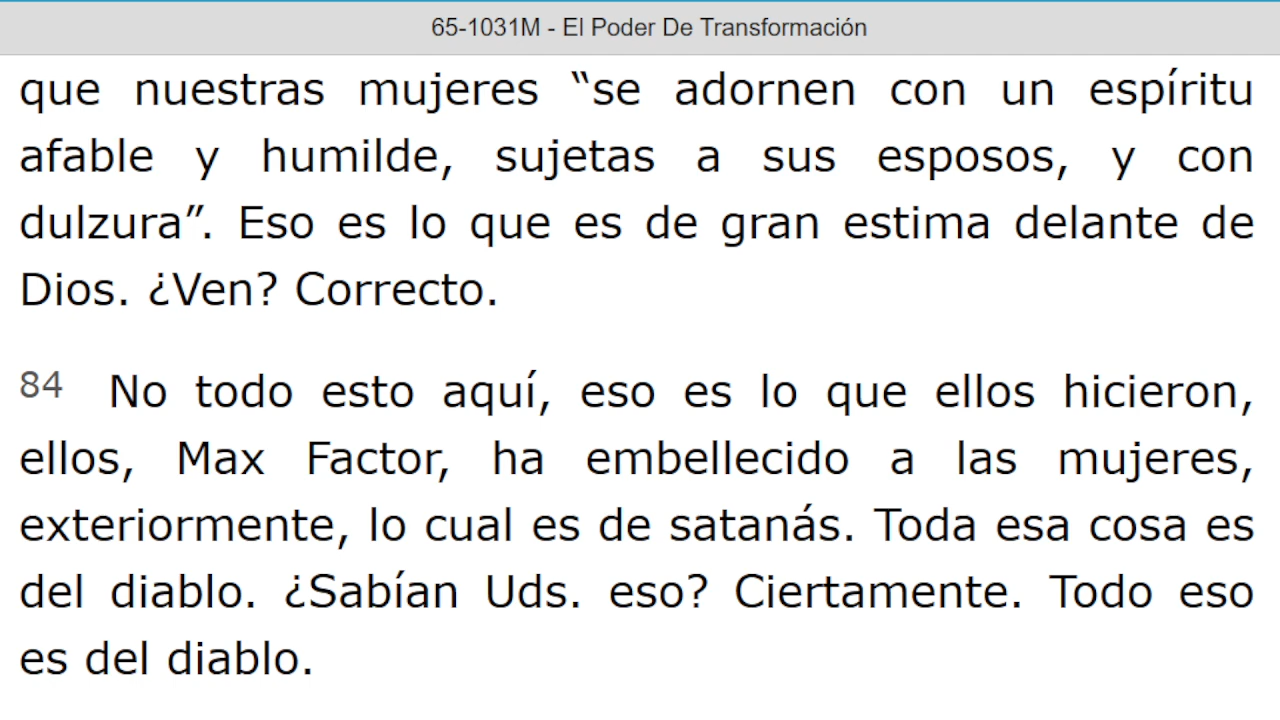 65-1031M - El Poder De Transformación
que nuestras mujeres “se adornen con un espíritu
afable y humilde, sujetas a sus esposos, y con
dulzura”. Eso es lo que es de gran estima delante de
Dios. ¿Ven? Correcto.
84 No todo esto aquí, eso es lo que ellos hicieron,
ellos, Max Factor, ha embellecido a las mujeres,
exteriormente, lo cual es de satanás. Toda esa cosa es
del diablo. ¿Sabían Uds. eso? Ciertamente. Todo eso
es del diablo.